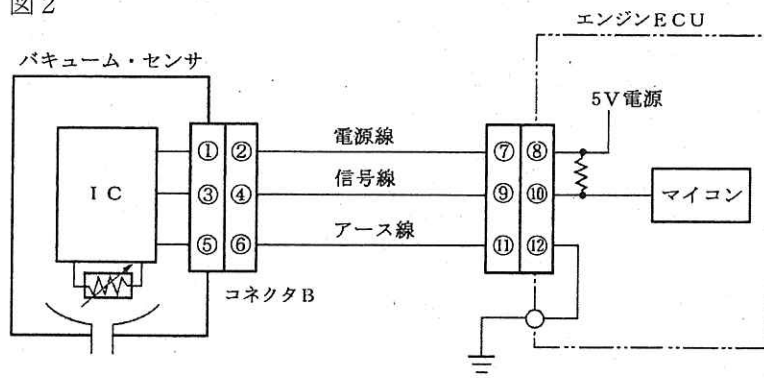 図2
エンジンECU
バキューム・センサ
5V電源
電源線
① ② ⑦ ⑧
信号線
IC ③ ④ ⑨ ⑩ マイコン
アース線
⑤ ⑥ ⑪ ⑫
コネクタB